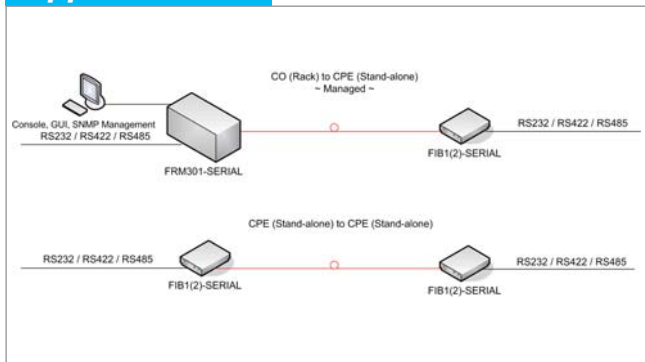 CO (Rack) to CPE (Stand-alone)
~ Managed ~
Console, GUI, SNMP Management
RS232 / RS422 / RS485
RS232 / RS422 / RS485
FRM301-SERIAL
FIB1(2)-SERIAL
CPE (Stand-alone) to CPE (Stand-alone)
RS232 / RS422 / RS485
RS232 / RS422 / RS485
FIB1(2)-SERIAL
FIB1(2)-SERIAL